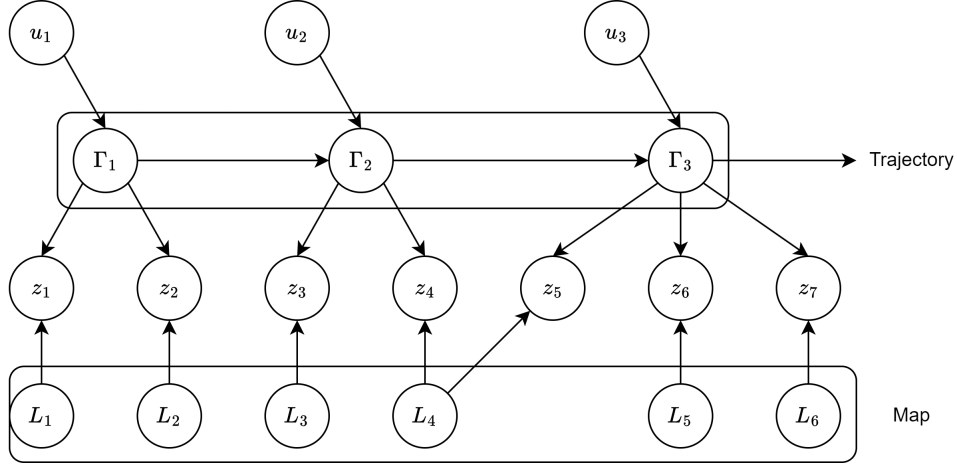 u₁ u₂ u₃
Γ₁ Γ₂ Γ₃ Trajectory
z₁ z₂ z₃ z₄ z₅ z₆ z₇
L₁ L₂ L₃ L₄ L₅ L₆ Map